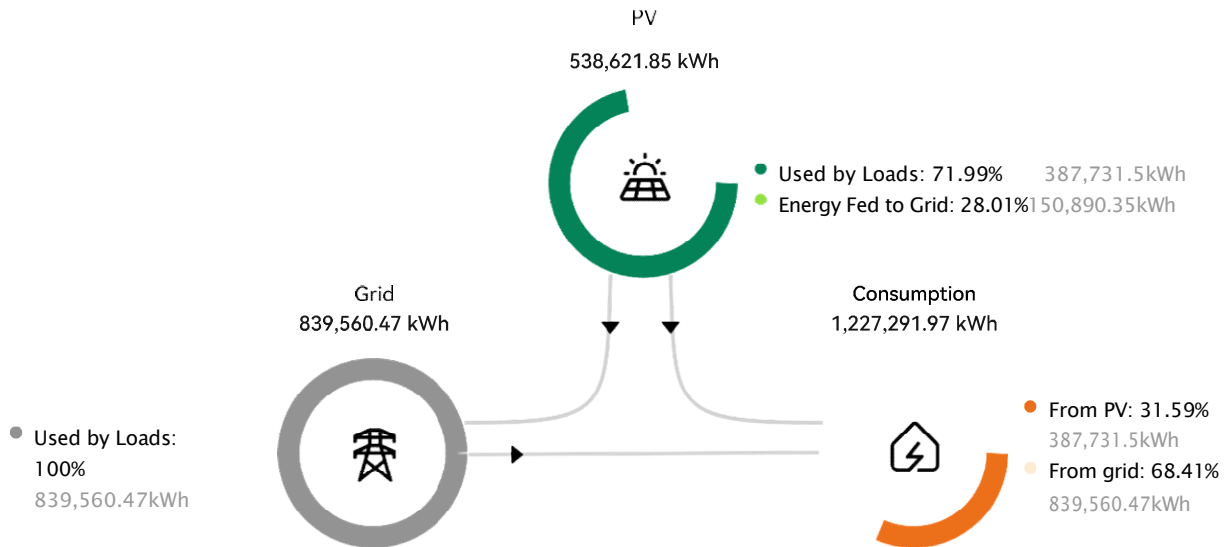 PV
538,621.85 kWh
Used by Loads: 71.99% 387,731.5kWh
Energy Fed to Grid: 28.01% 150,890.35kWh
Grid
839,560.47 kWh
Consumption
1,227,291.97 kWh
Used by Loads:
100%
839,560.47kWh
From PV: 31.59%
387,731.5kWh
From grid: 68.41%
839,560.47kWh